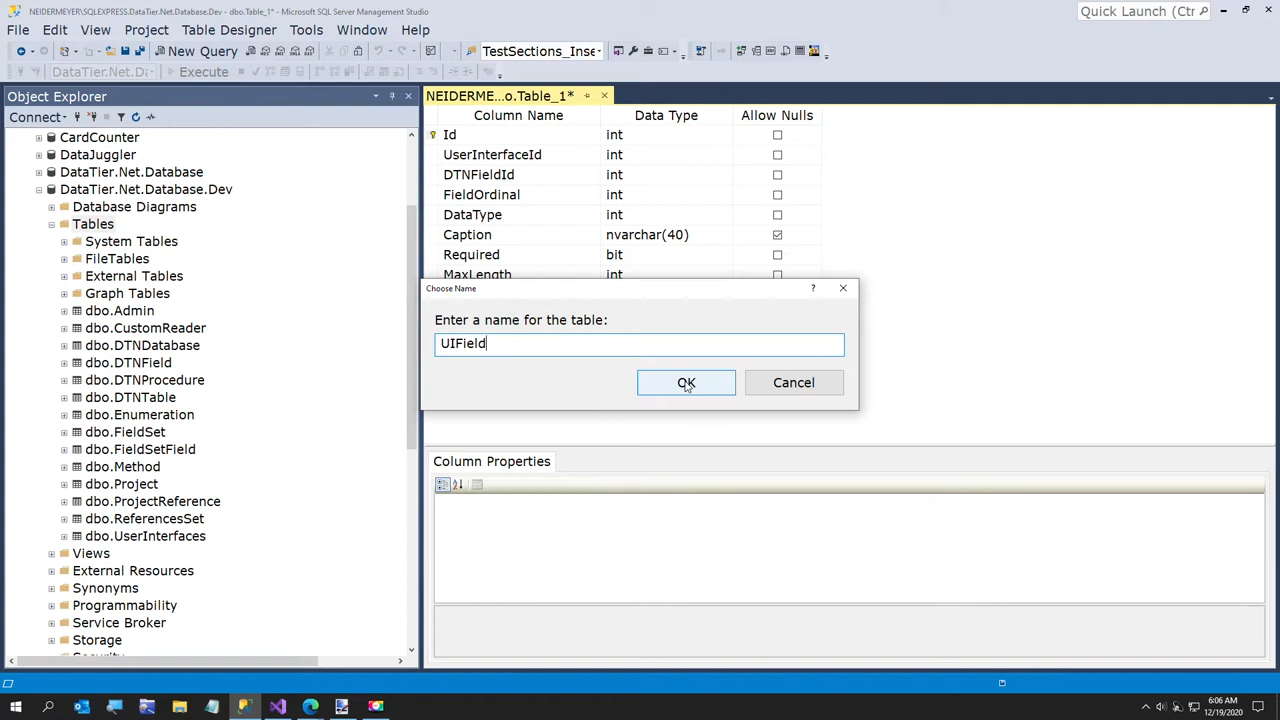 NEIDERMEYER\SQLEXPRESS.DataTier.Net.Database.Dev - dbo.Table_1* - Microsoft SQL Server Management Studio
Quick Launch (Ctr
File Edit View Project Table Designer Tools Window Help
New Query
TestSections_Inse
DataTier.Net.D
Execute
Object Explorer
NEIDERME...o.Table_1*
Connect
Column Name Data Type Allow Nulls
CardCounter
DataJuggler
DataTier.Net.Database
DataTier.Net.Database.Dev
Database Diagrams
Tables
System Tables
FileTables
External Tables
Graph Tables
dbo.Admin
dbo.CustomReader
dbo.DTNDatabase
dbo.DTNField
dbo.DTNProcedure
dbo.DTNTable
dbo.Enumeration
dbo.FieldSet
dbo.FieldSetField
dbo.Method
dbo.Project
dbo.ProjectReference
dbo.ReferencesSet
dbo.UserInterfaces
Views
External Resources
Synonyms
Programmability
Service Broker
Storage
Id int
UserInterfaceId int
DTNFieldId int
FieldOrdinal int
DataType int
Caption nvarchar(40)
Required bit
MaxLength int
Choose Name
Enter a name for the table:
UIField
OK Cancel
Column Properties
6:06 AM
12/19/2020